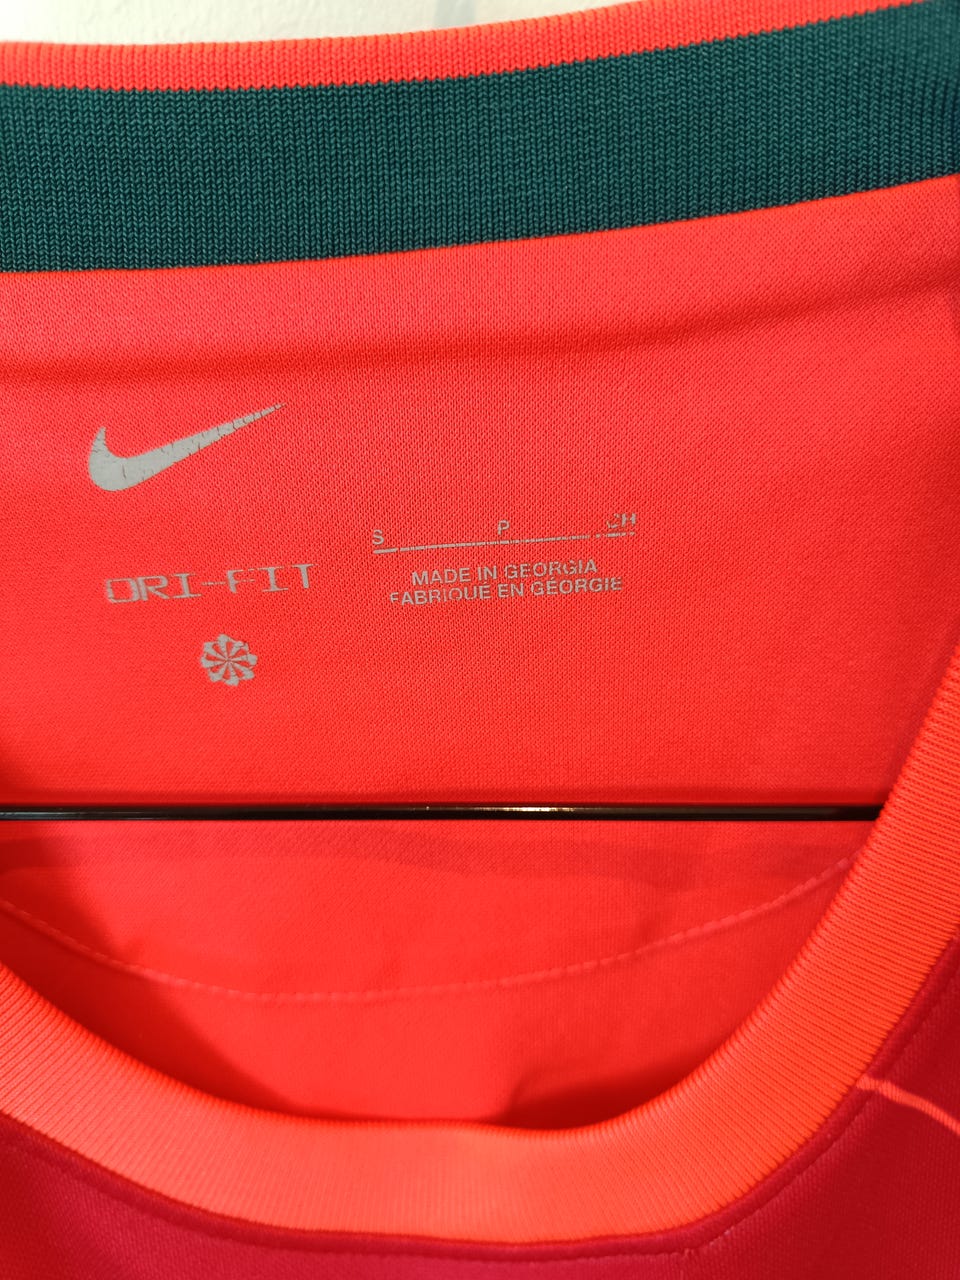 DRI-FIT
S P CH
MADE IN GEORGIA
FABRIQUÉ EN GÉORGIE